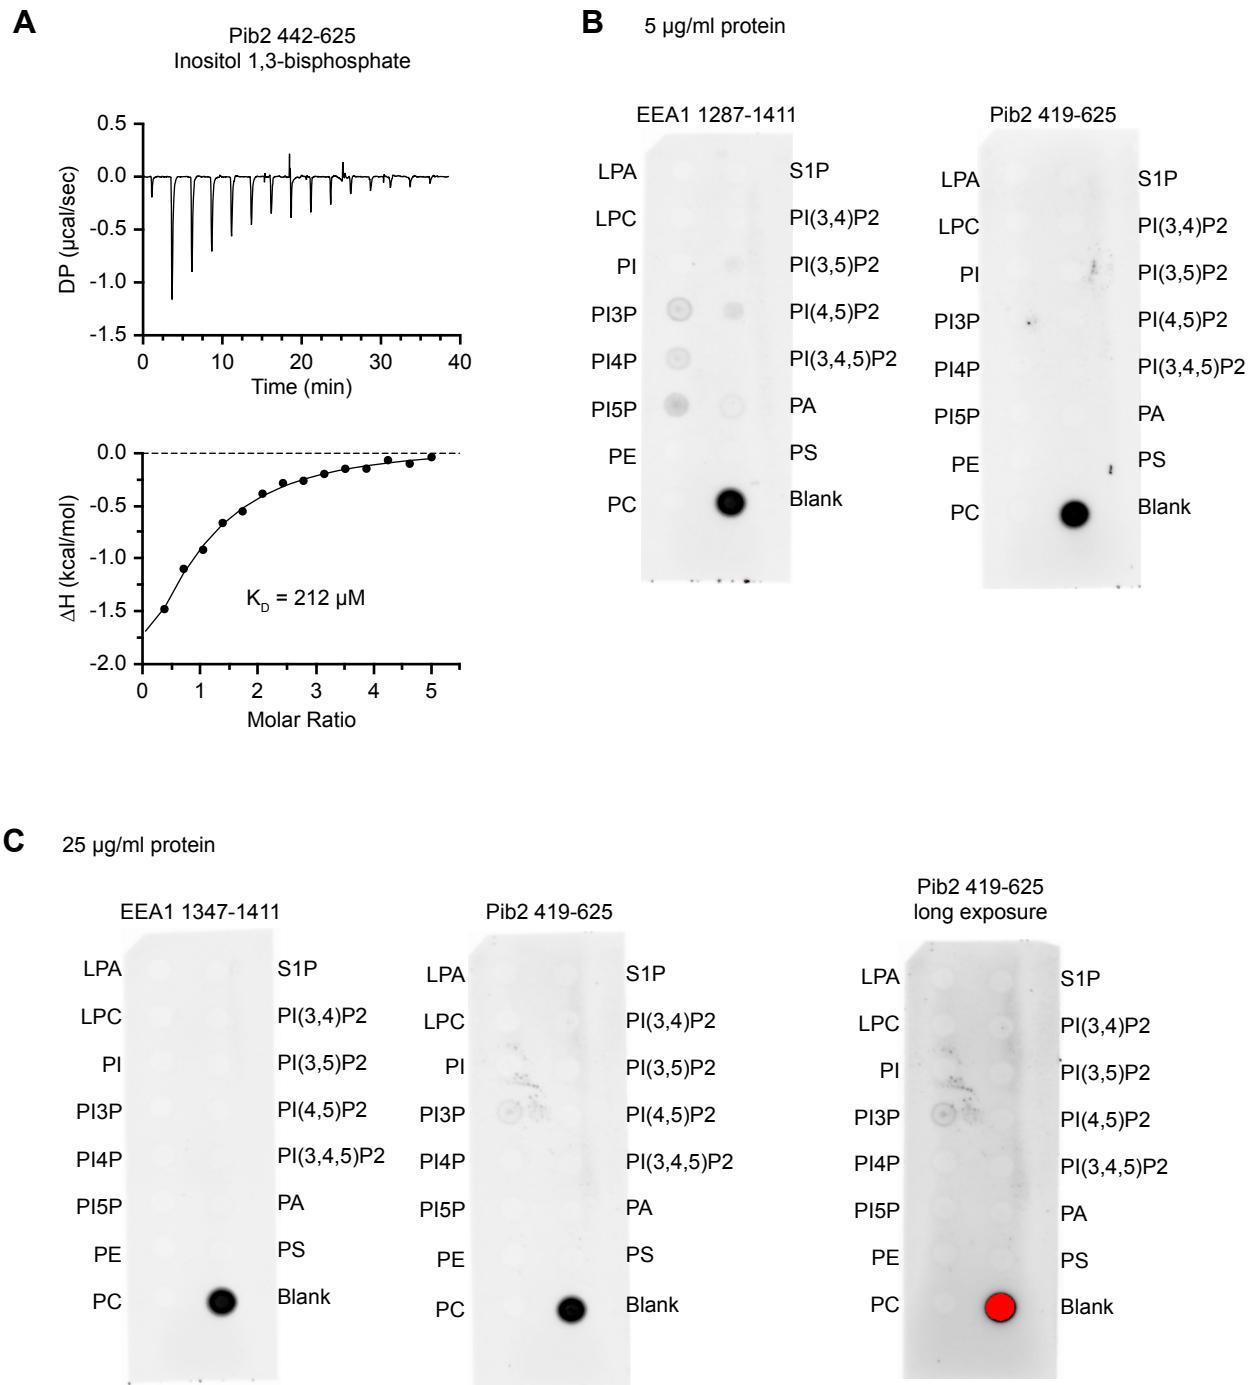 A
Pib2 442-625
Inositol 1,3-bisphosphate
0.5
0.0
-0.5
-1.0
-1.5
DP (µcal/sec)
0 10 20 30 40
Time (min)
0.0
-0.5
-1.0
-1.5
-2.0
ΔH (kcal/mol)
K_D = 212 µM
0 1 2 3 4 5
Molar Ratio
B
5 µg/ml protein
EEA1 1287-1411
LPA S1P
LPC PI(3,4)P2
PI PI(3,5)P2
PI3P PI(4,5)P2
PI4P PI(3,4,5)P2
PI5P PA
PE PS
PC Blank
Pib2 419-625
LPA S1P
LPC PI(3,4)P2
PI PI(3,5)P2
PI3P PI(4,5)P2
PI4P PI(3,4,5)P2
PI5P PA
PE PS
PC Blank
C
25 µg/ml protein
EEA1 1347-1411
LPA S1P
LPC PI(3,4)P2
PI PI(3,5)P2
PI3P PI(4,5)P2
PI4P PI(3,4,5)P2
PI5P PA
PE PS
PC Blank
Pib2 419-625
LPA S1P
LPC PI(3,4)P2
PI PI(3,5)P2
PI3P PI(4,5)P2
PI4P PI(3,4,5)P2
PI5P PA
PE PS
PC Blank
Pib2 419-625
long exposure
LPA S1P
LPC PI(3,4)P2
PI PI(3,5)P2
PI3P PI(4,5)P2
PI4P PI(3,4,5)P2
PI5P PA
PE PS
PC Blank